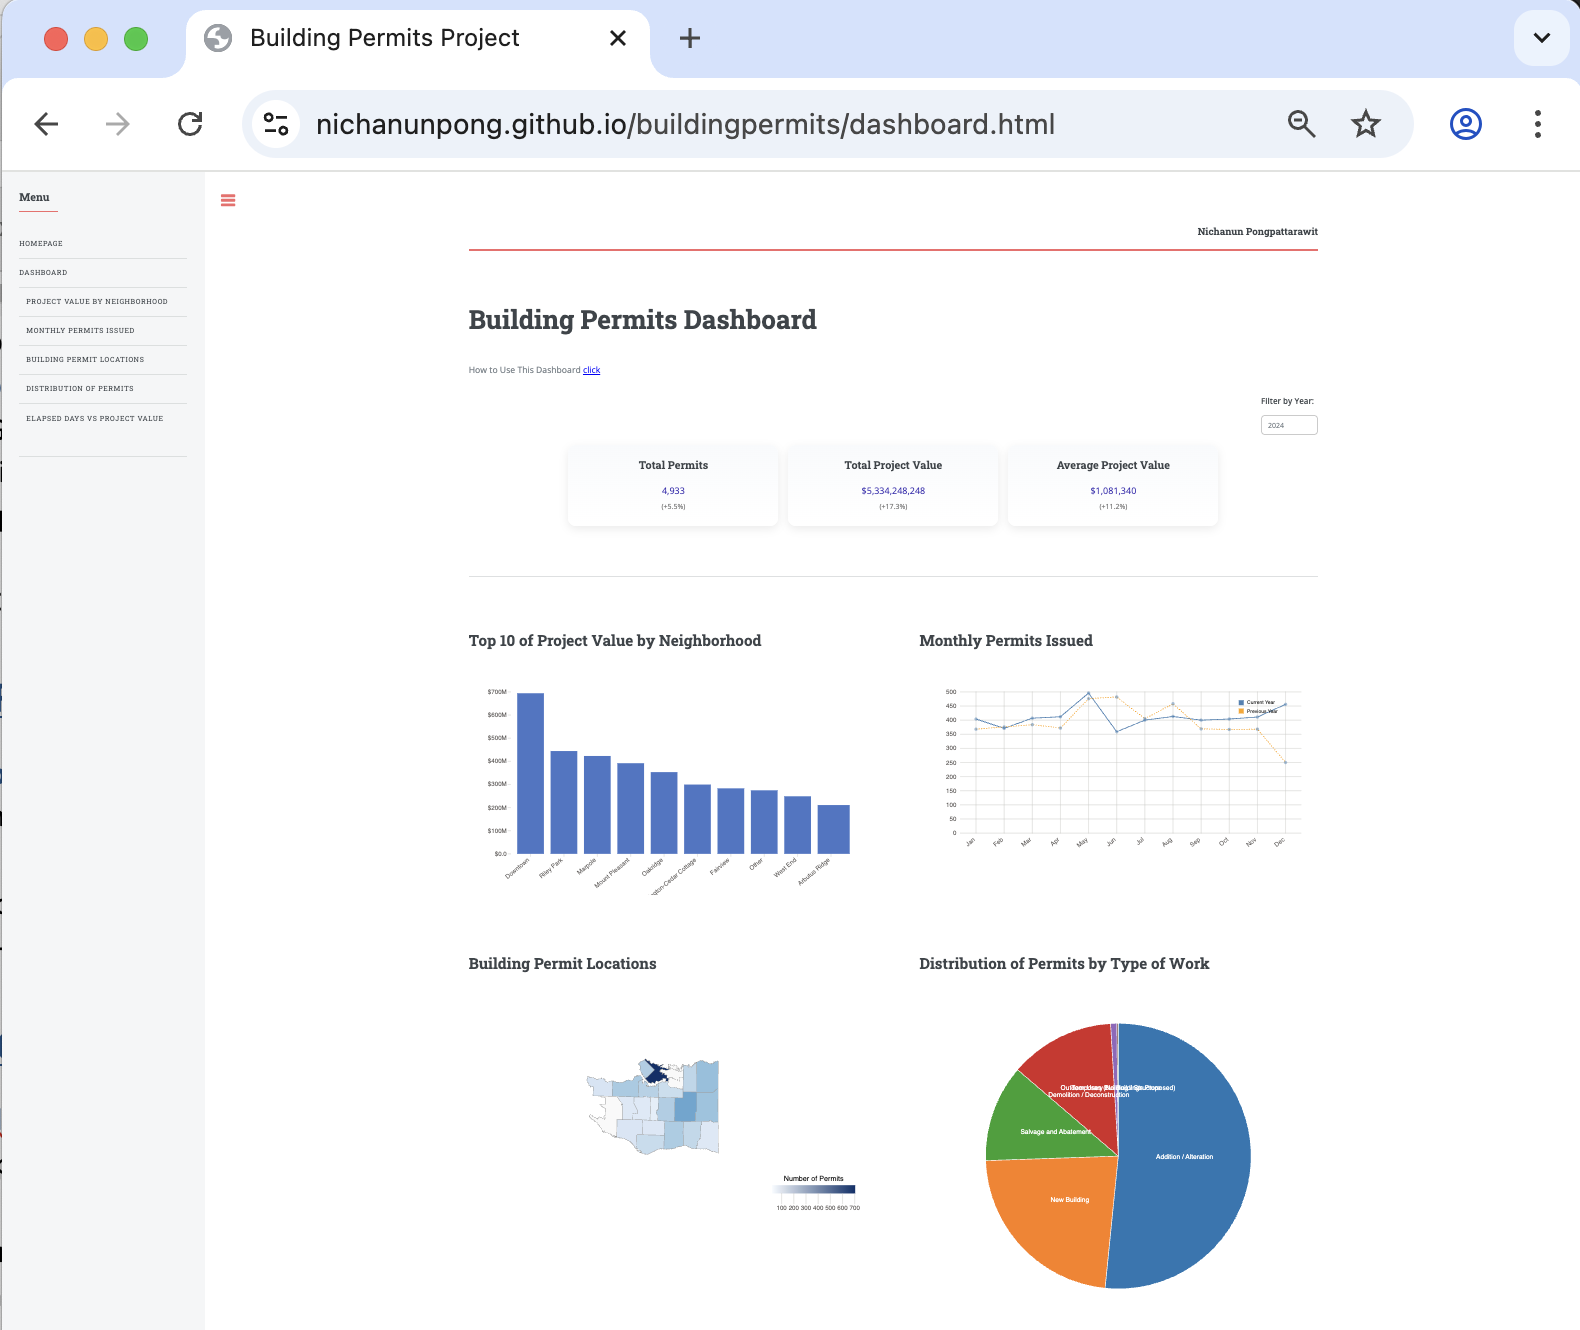 Building Permits Project
nichanunpong.github.io/buildingpermits/dashboard.html
Menu
HOMEPAGE
DASHBOARD
PROJECT VALUE BY NEIGHBORHOOD
MONTHLY PERMITS ISSUED
BUILDING PERMIT LOCATIONS
DISTRIBUTION OF PERMITS
ELAPSED DAYS VS PROJECT VALUE
Nichanun Pongpattarawit
Building Permits Dashboard
How to Use This Dashboard click
Filter by Year:
2024
Total Permits
4,933
(+5.5%)
Total Project Value
$5,334,248,248
(+17.3%)
Average Project Value
$1,081,340
(+11.2%)
Top 10 of Project Value by Neighborhood
$700M
$600M
$500M
$400M
$300M
$200M
$100M
$0.0
Downtown
Riley Park
Marpole
Mount Pleasant
Oakridge
ngton-Cedar Cottage
Fairview
Other
West End
Arbutus Ridge
Monthly Permits Issued
500
450
400
350
300
250
200
150
100
50
0
Current Year
Previous Year
Jan
Feb
Mar
Apr
May
Jun
Jul
Aug
Sep
Oct
Nov
Dec
Building Permit Locations
Number of Permits
100 200 300 400 500 600 700
Distribution of Permits by Type of Work
Demolition / Deconstruction
Salvage and Abatement
Addition / Alteration
New Building